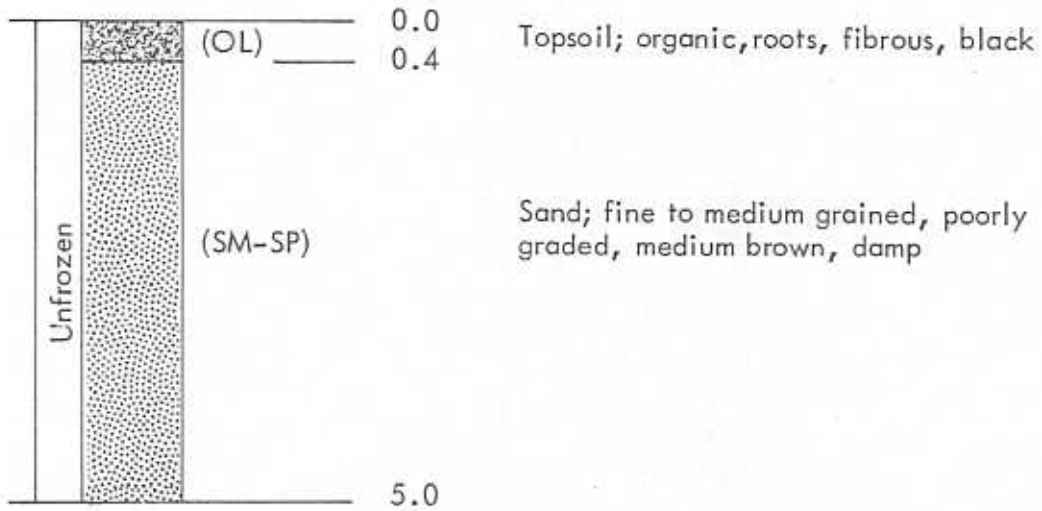 0.0
(OL)
0.4
Topsoil; organic,roots, fibrous, black
Unfrozen
(SM-SP)
Sand; fine to medium grained, poorly
graded, medium brown, damp
5.0